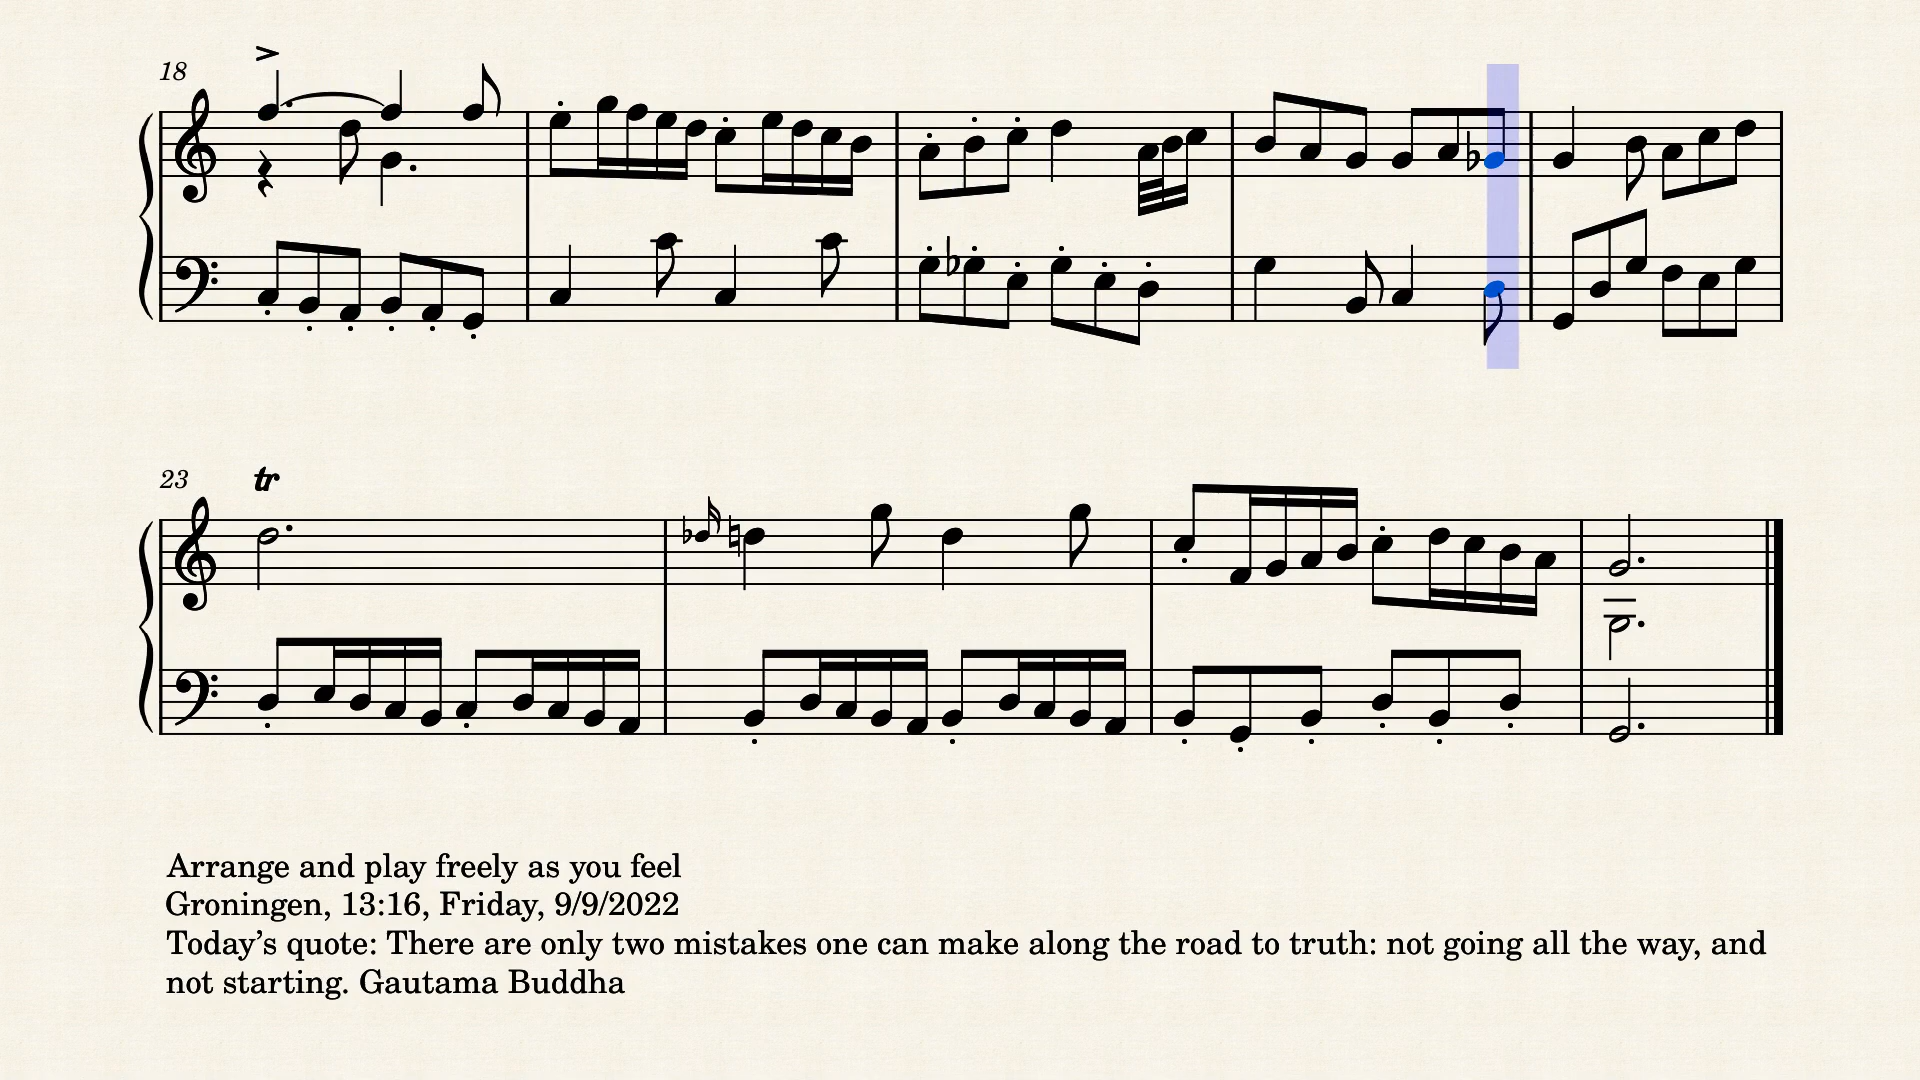 18
23
tr
Arrange and play freely as you feel
Groningen, 13:16, Friday, 9/9/2022
Today’s quote: There are only two mistakes one can make along the road to truth: not going all the way, and
not starting. Gautama Buddha